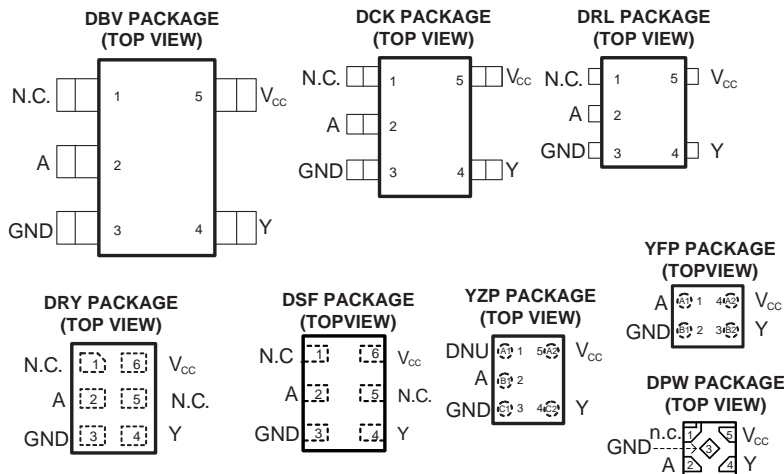 DBV PACKAGE
(TOP VIEW)
N.C. 1 5 VCC
A 2
GND 3 4 Y
DCK PACKAGE
(TOP VIEW)
N.C. 1 5 VCC
A 2
GND 3 4 Y
DRL PACKAGE
(TOP VIEW)
N.C. 1 5 VCC
A 2
GND 3 4 Y
DRY PACKAGE
(TOP VIEW)
N.C. 1 6 VCC
A 2 5 N.C.
GND 3 4 Y
DSF PACKAGE
(TOPVIEW)
N.C 1 6 VCC
A 2 5 N.C.
GND 3 4 Y
YZP PACKAGE
(TOP VIEW)
DNU A1 1 5 A2 VCC
A B1 2
GND C1 3 4 C2 Y
YFP PACKAGE
(TOPVIEW)
A A1 1 4 A2 VCC
GND B1 2 3 B2 Y
DPW PACKAGE
(TOP VIEW)
n.c. 1 5 VCC
GND 3
A 2 4 Y